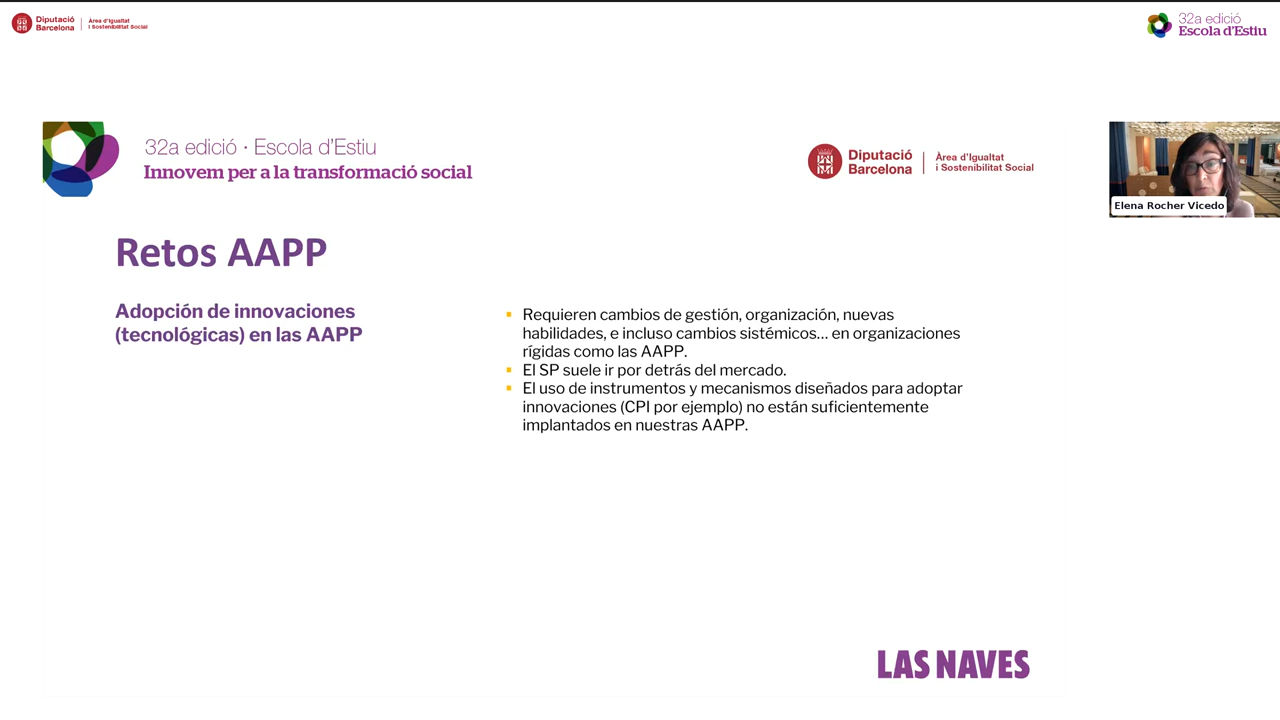 Diputació
Barcelona
Àrea d'Igualtat
i Sostenibilitat Social
32a edició
Escola d'Estiu
32a edició · Escola d'Estiu
Innovem per a la transformació social
Diputació
Barcelona
Àrea d'Igualtat
i Sostenibilitat Social
Elena Rocher Vicedo
Retos AAPP
Adopción de innovaciones
(tecnológicas) en las AAPP
▪ Requieren cambios de gestión, organización, nuevas
habilidades, e incluso cambios sistémicos... en organizaciones
rígidas como las AAPP.
▪ El SP suele ir por detrás del mercado.
▪ El uso de instrumentos y mecanismos diseñados para adoptar
innovaciones (CPI por ejemplo) no están suficientemente
implantados en nuestras AAPP.
LAS NAVES